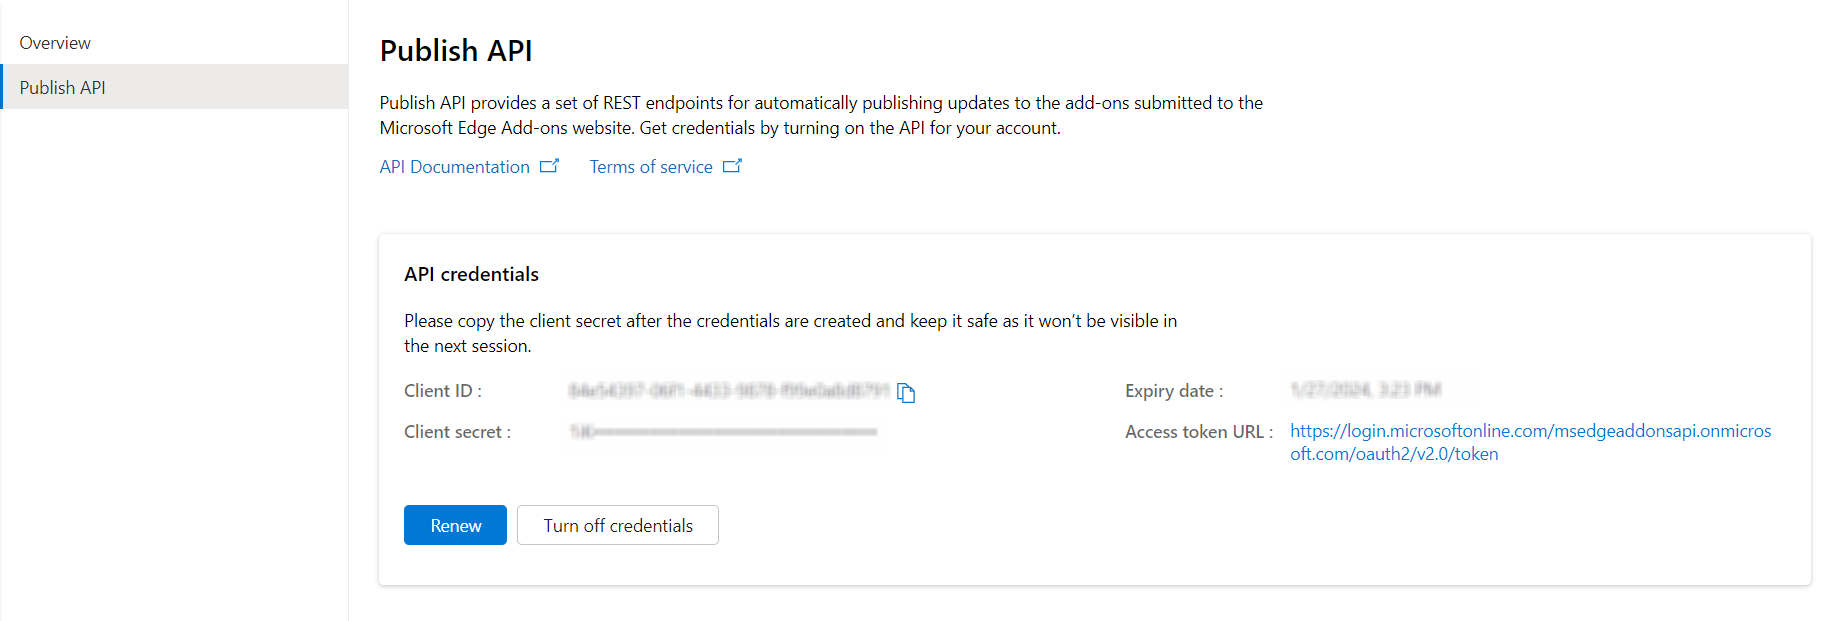 Overview
Publish API
Publish API
Publish API provides a set of REST endpoints for automatically publishing updates to the add-ons submitted to the
Microsoft Edge Add-ons website. Get credentials by turning on the API for your account.
API Documentation
Terms of service
API credentials
Please copy the client secret after the credentials are created and keep it safe as it won't be visible in
the next session.
Client ID :
Expiry date :
Client secret :
Access token URL :
https://login.microsoftonline.com/msedgeaddonsapi.onmicros
oft.com/oauth2/v2.0/token
Renew
Turn off credentials